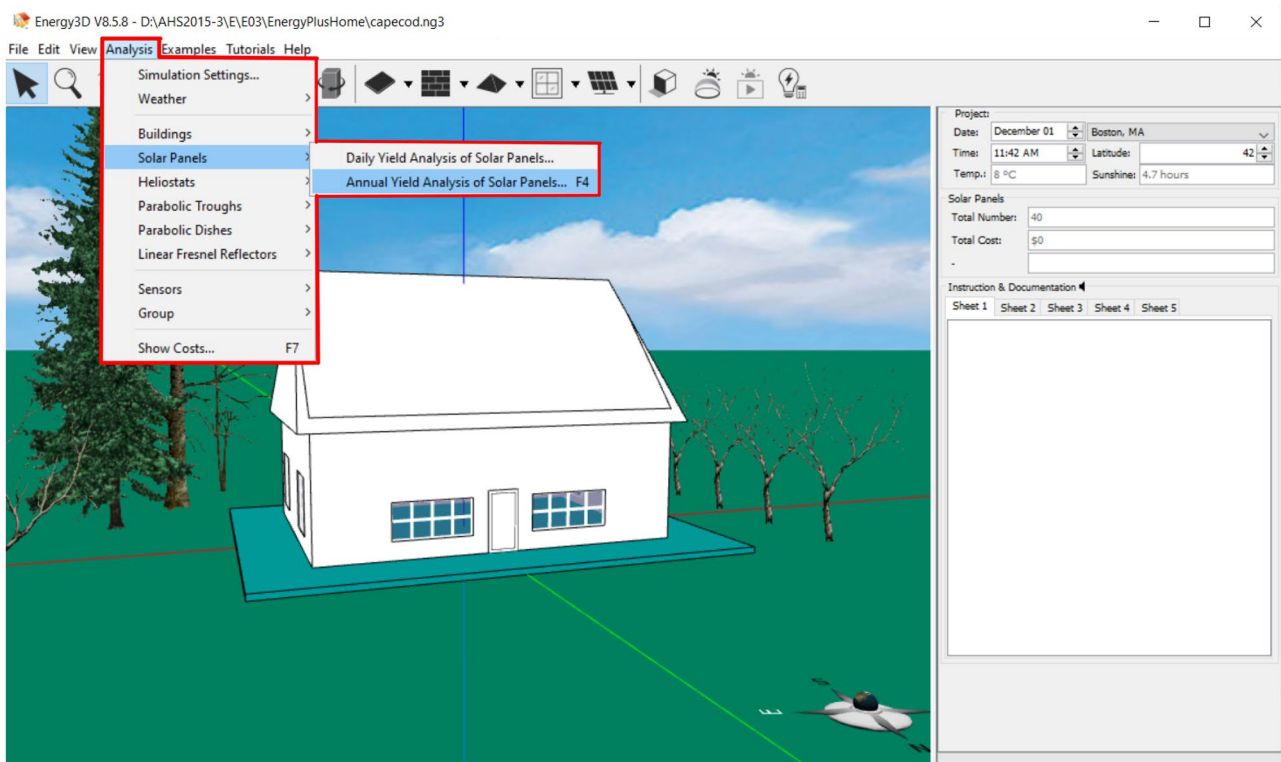 Energy3D V8.5.8 - D:\AHS2015-3\E\E03\EnergyPlusHome\capecod.ng3
File Edit View Analysis Examples Tutorials Help
Simulation Settings...
Weather
Buildings
Solar Panels
Heliostats
Parabolic Troughs
Parabolic Dishes
Linear Fresnel Reflectors
Sensors
Group
Show Costs... F7
Daily Yield Analysis of Solar Panels...
Annual Yield Analysis of Solar Panels... F4
Project:
Date: December 01 Boston, MA
Time: 11:42 AM Latitude: 42
Temp.: 8 ºC Sunshine: 4.7 hours
Solar Panels
Total Number: 40
Total Cost: $0
-
Instruction & Documentation
Sheet 1 Sheet 2 Sheet 3 Sheet 4 Sheet 5
S
E
N